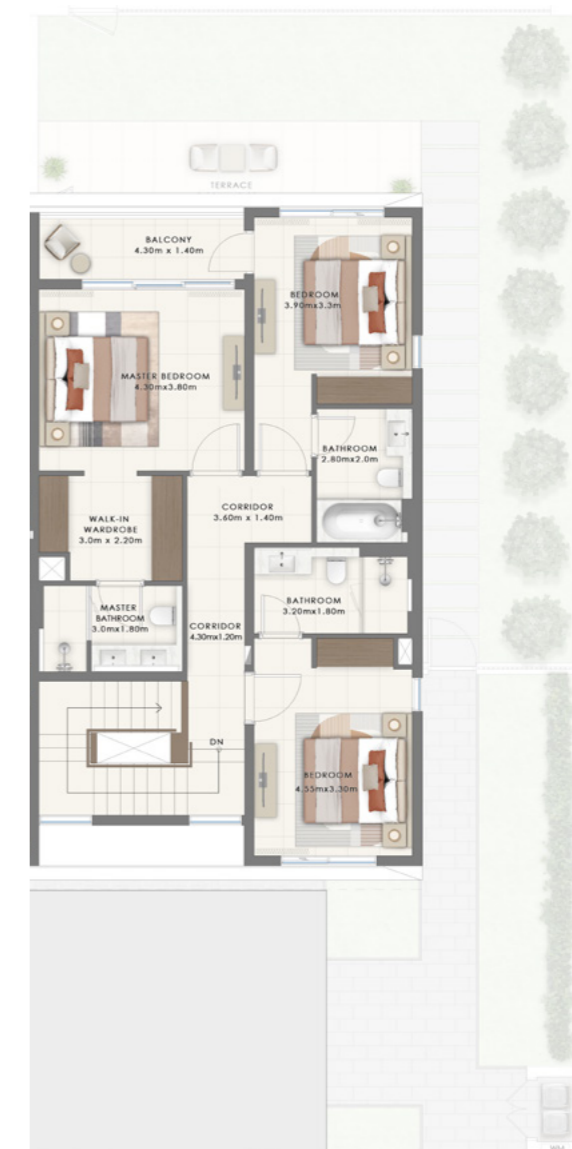 TERRACE
BALCONY
4.30m x 1.40m
BEDROOM
3.90mx3.3m
MASTER BEDROOM
4.30mx3.80m
BATHROOM
2.80mx2.0m
CORRIDOR
3.60m x 1.40m
WALK-IN
WARDROBE
3.0m x 2.20m
BATHROOM
3.20mx1.80m
MASTER
BATHROOM
3.0mx1.80m
CORRIDOR
4.30mx1.20m
DN
BEDROOM
4.55mx3.30m